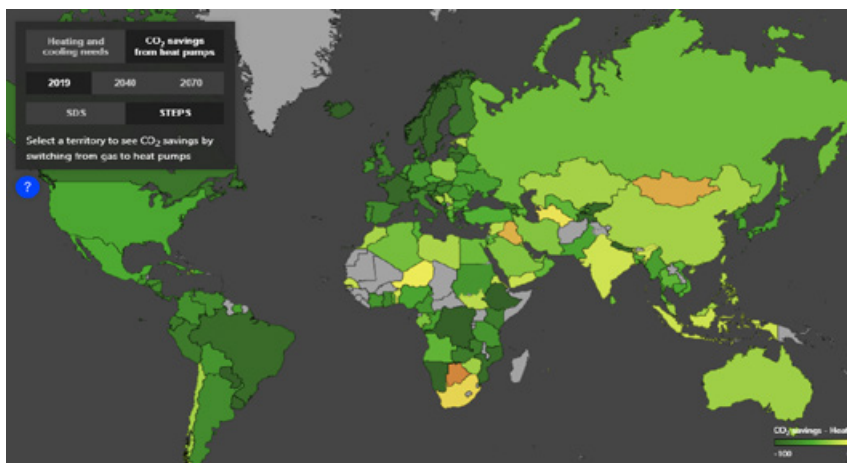 Heating and cooling needs
CO₂ savings from heat pumps
2019 2040 2070
SDS STEPS
Select a territory to see CO₂ savings by
switching from gas to heat pumps
?
CO₂ savings - Heat
-100